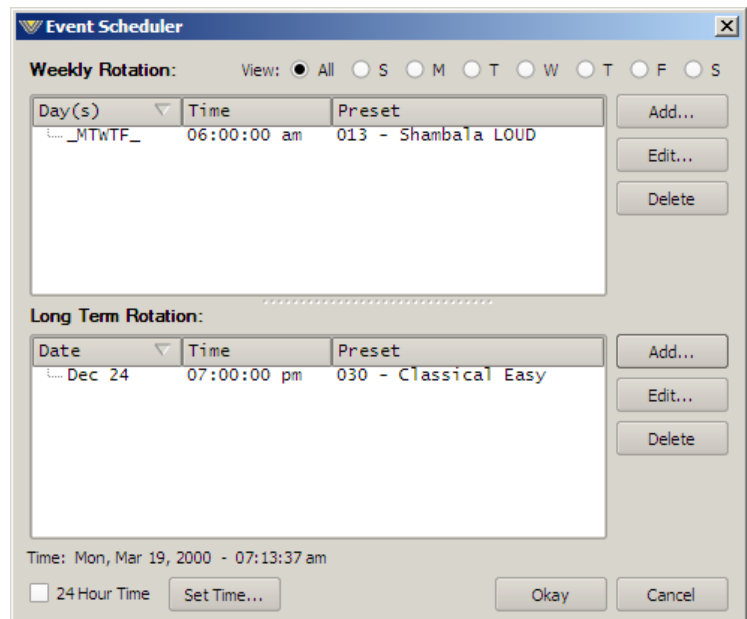 Event Scheduler
Weekly Rotation: View: All S M T W T F S
Day(s) Time Preset Add...
_MTWTF_ 06:00:00 am 013 - Shambala LOUD
Edit...
Delete
Long Term Rotation:
Date Time Preset Add...
Dec 24 07:00:00 pm 030 - Classical Easy
Edit...
Delete
Time: Mon, Mar 19, 2000 - 07:13:37 am
24 Hour Time Set Time... Okay Cancel